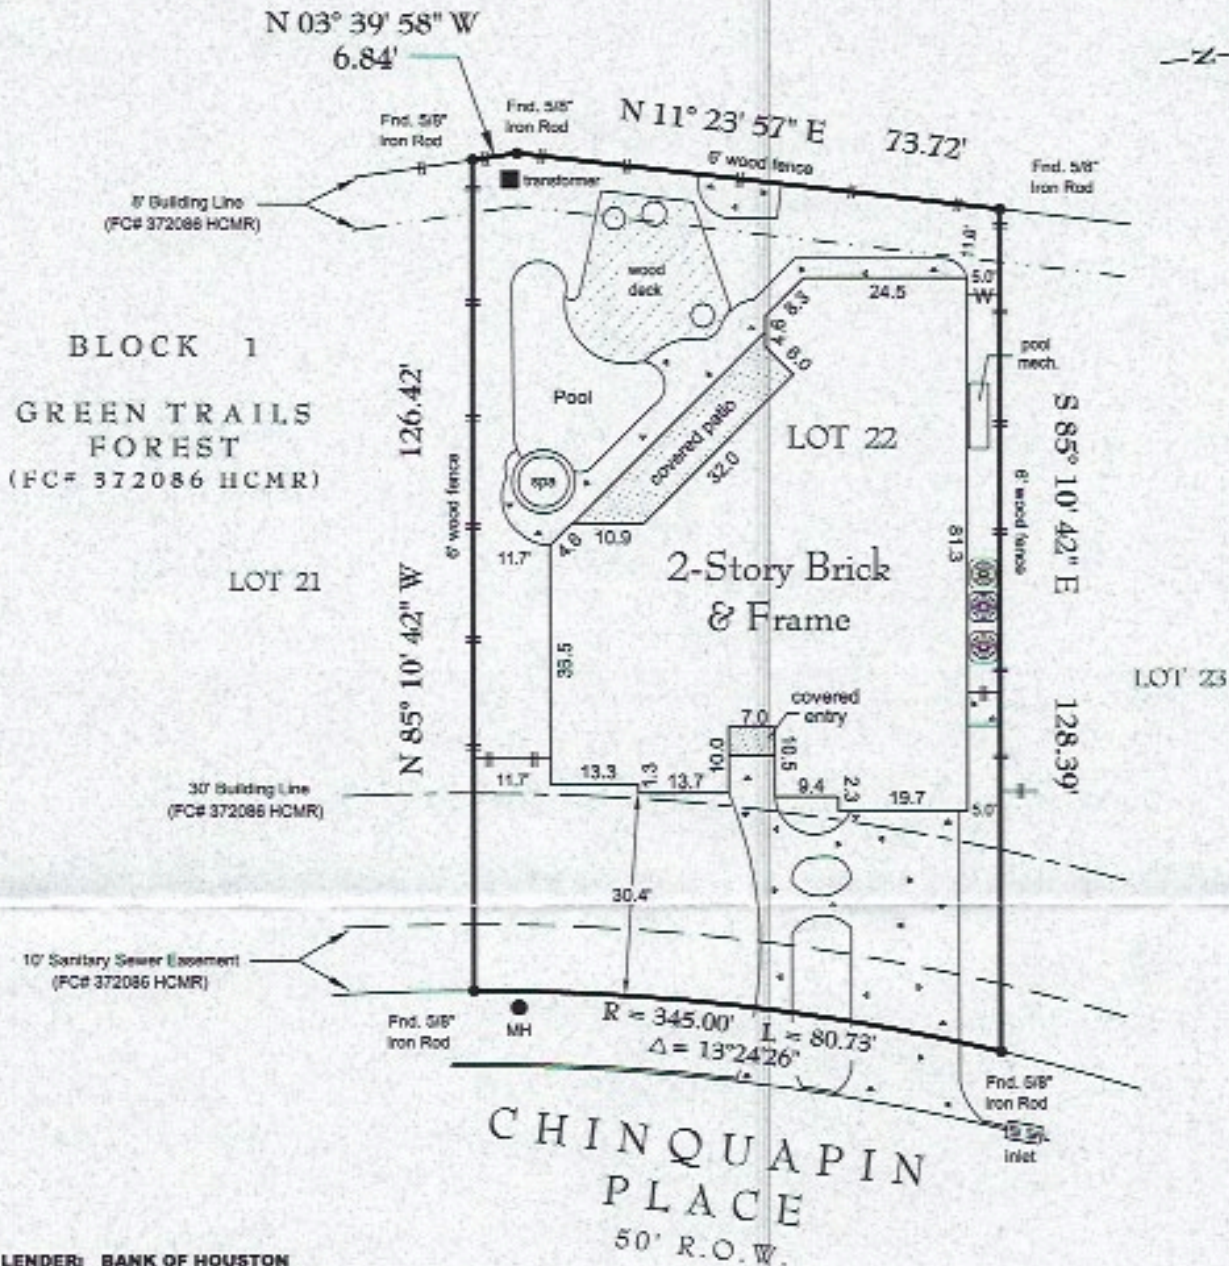 N 03° 39' 58" W
6.84'
N
Fnd. 5/8"
Iron Rod
Fnd. 5/8"
Iron Rod
N 11° 23' 57" E 73.72'
6' wood fence
Fnd. 5/8"
Iron Rod
transformer
8' Building Line
(FC# 372086 HCMR)
11.6'
wood
deck
5.0'
W
24.5
8.3
4.6
6.0
pool
mech.
BLOCK 1
GREEN TRAILS
FOREST
(FC# 372086 HCMR)
126.42'
Pool
covered patio
32.0
LOT 22
S 85° 10' 42" E
6' wood fence
spa
6' wood fence
11.7'
10.9
81.3
2-Story Brick
& Frame
LOT 21
N 85° 10' 42" W
LOT 23
covered
entry
7.0
10.0
10.5
128.39'
13.3
1.3
13.7
9.4
2.3
19.7
5.0'
11.7'
30' Building Line
(FC# 372086 HCMR)
30.4'
10' Sanitary Sewer Easement
(FC# 372086 HCMR)
Fnd. 5/8"
Iron Rod
MH
R = 345.00' L = 80.73'
Δ = 13°24'26"
Fnd. 5/8"
Iron Rod
inlet
CHINQUAPIN
PLACE
50' R.O.W.
LENDER: BANK OF HOUSTON